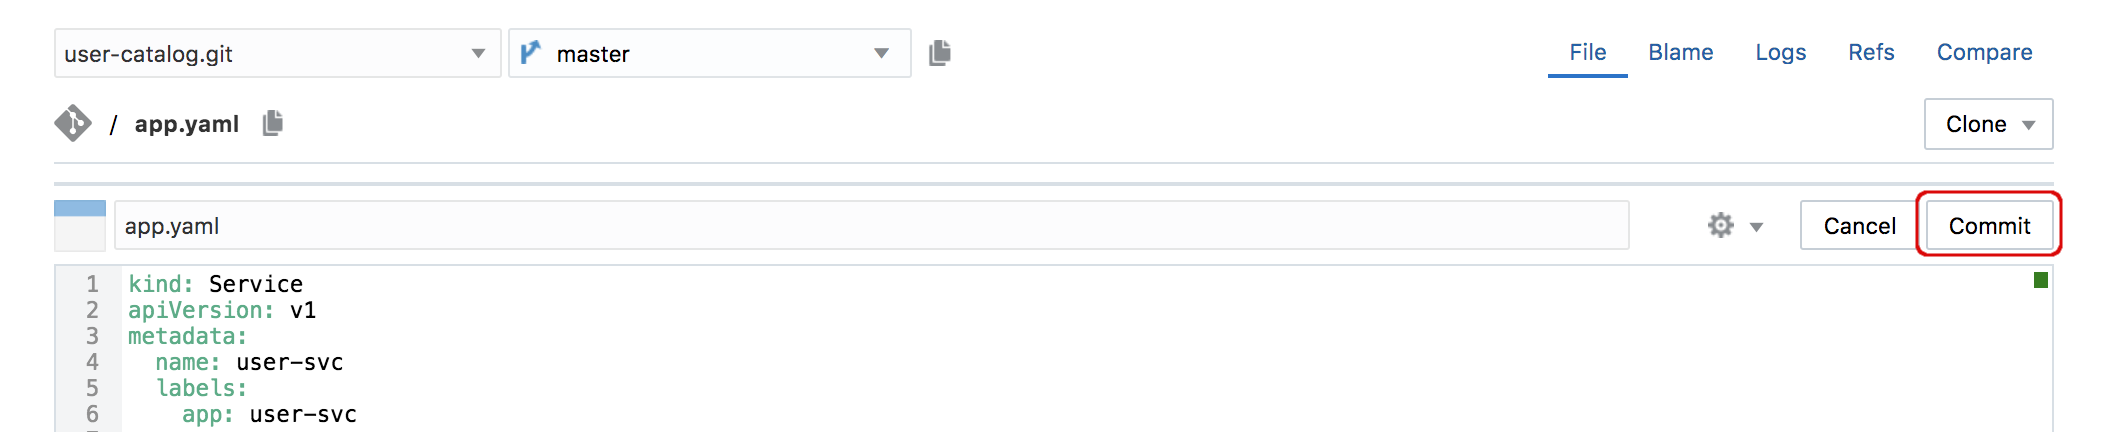 user-catalog.git master File Blame Logs Refs Compare
/ app.yaml Clone
app.yaml Cancel Commit
1 kind: Service
2 apiVersion: v1
3 metadata:
4   name: user-svc
5   labels:
6     app: user-svc